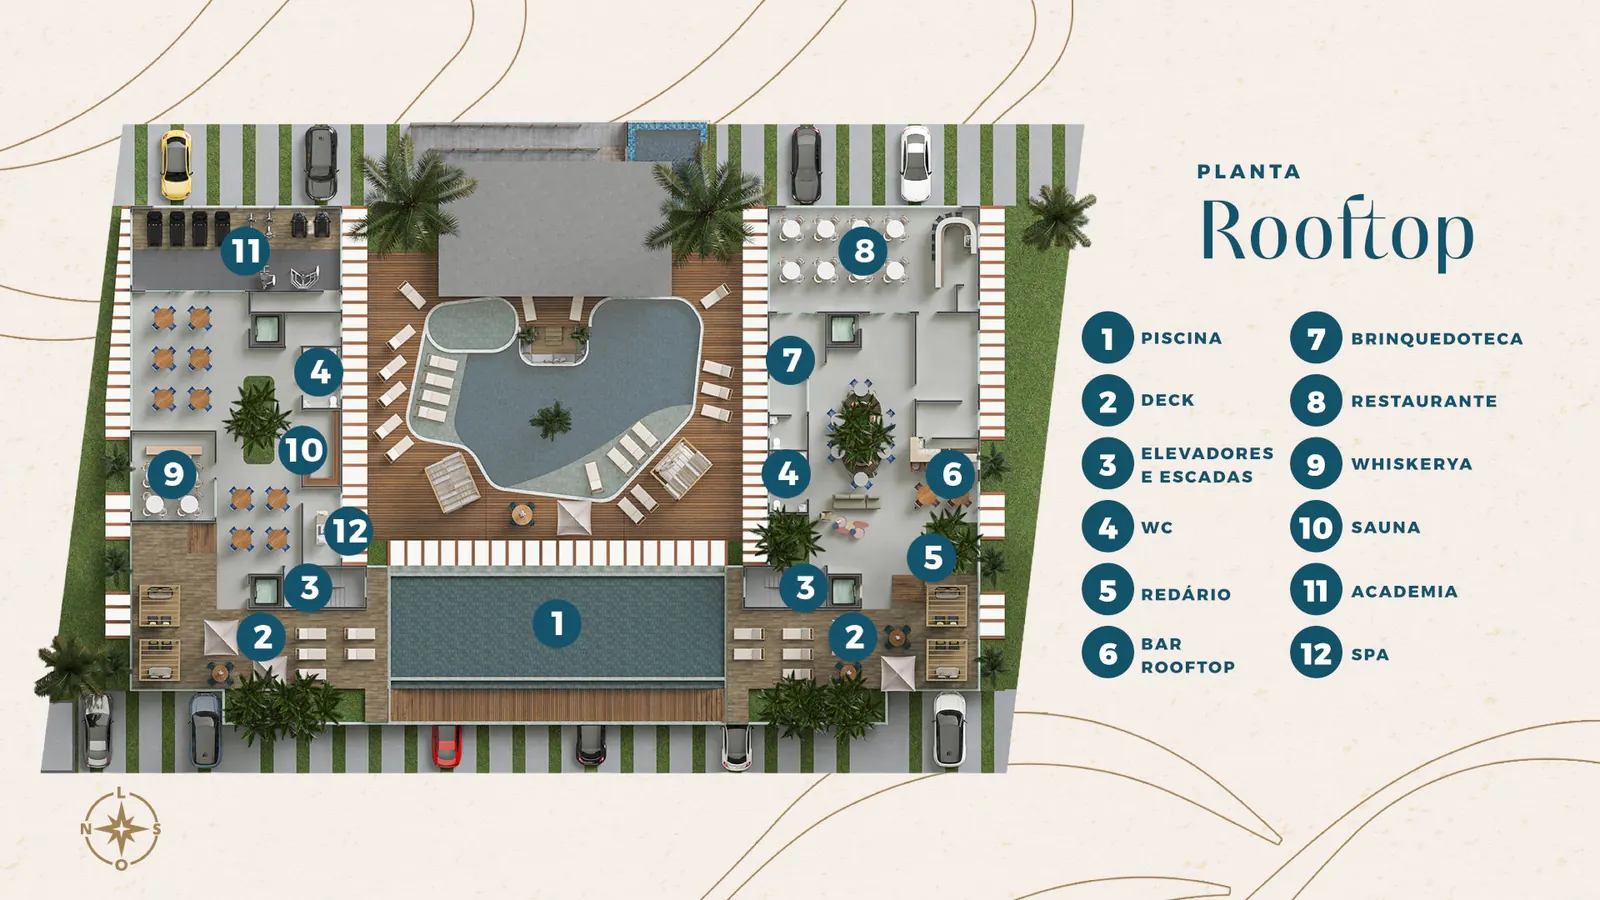 PLANTA
Rooftop
1 PISCINA
2 DECK
3 ELEVADORES
E ESCADAS
4 WC
5 REDÁRIO
6 BAR
ROOFTOP
7 BRINQUEDOTECA
8 RESTAURANTE
9 WHISKERYA
10 SAUNA
11 ACADEMIA
12 SPA
11
8
4
7
10
9
4
6
12
5
3
3
1
2
2
L
N S
O